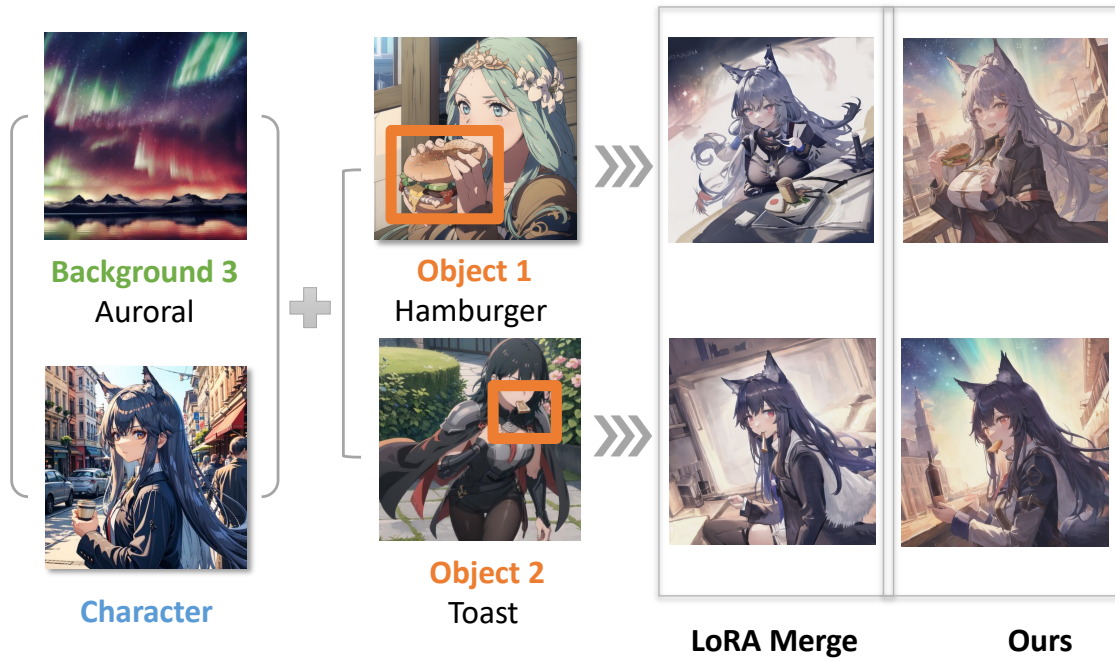 Background 3
Auroral
Object 1
Hamburger
Character
Object 2
Toast
LoRA Merge
Ours